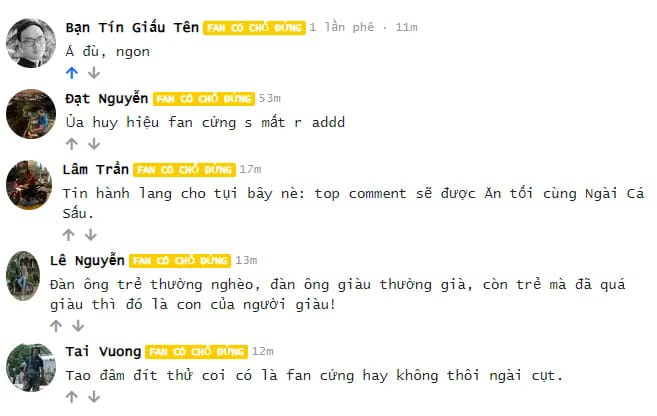 Bạn Tín Giấu Tên FAN CÓ CHỖ ĐỨNG 1 lần phê · 11m
Á đù, ngon
Đạt Nguyễn FAN CÓ CHỖ ĐỨNG 53m
Ủa huy hiệu fan cứng s mất r addd
Lâm Trần FAN CÓ CHỖ ĐỨNG 17m
Tin hành lang cho tụi bây nè: top comment sẽ được Ăn tối cùng Ngài Cá
Sấu.
Lê Nguyễn FAN CÓ CHỖ ĐỨNG 13m
Đàn ông trẻ thường nghèo, đàn ông giàu thường già, còn trẻ mà đã quá
giàu thì đó là con của người giàu!
Tai Vuong FAN CÓ CHỖ ĐỨNG 12m
Tao đâm đít thử coi có là fan cứng hay không thôi ngài cụt.